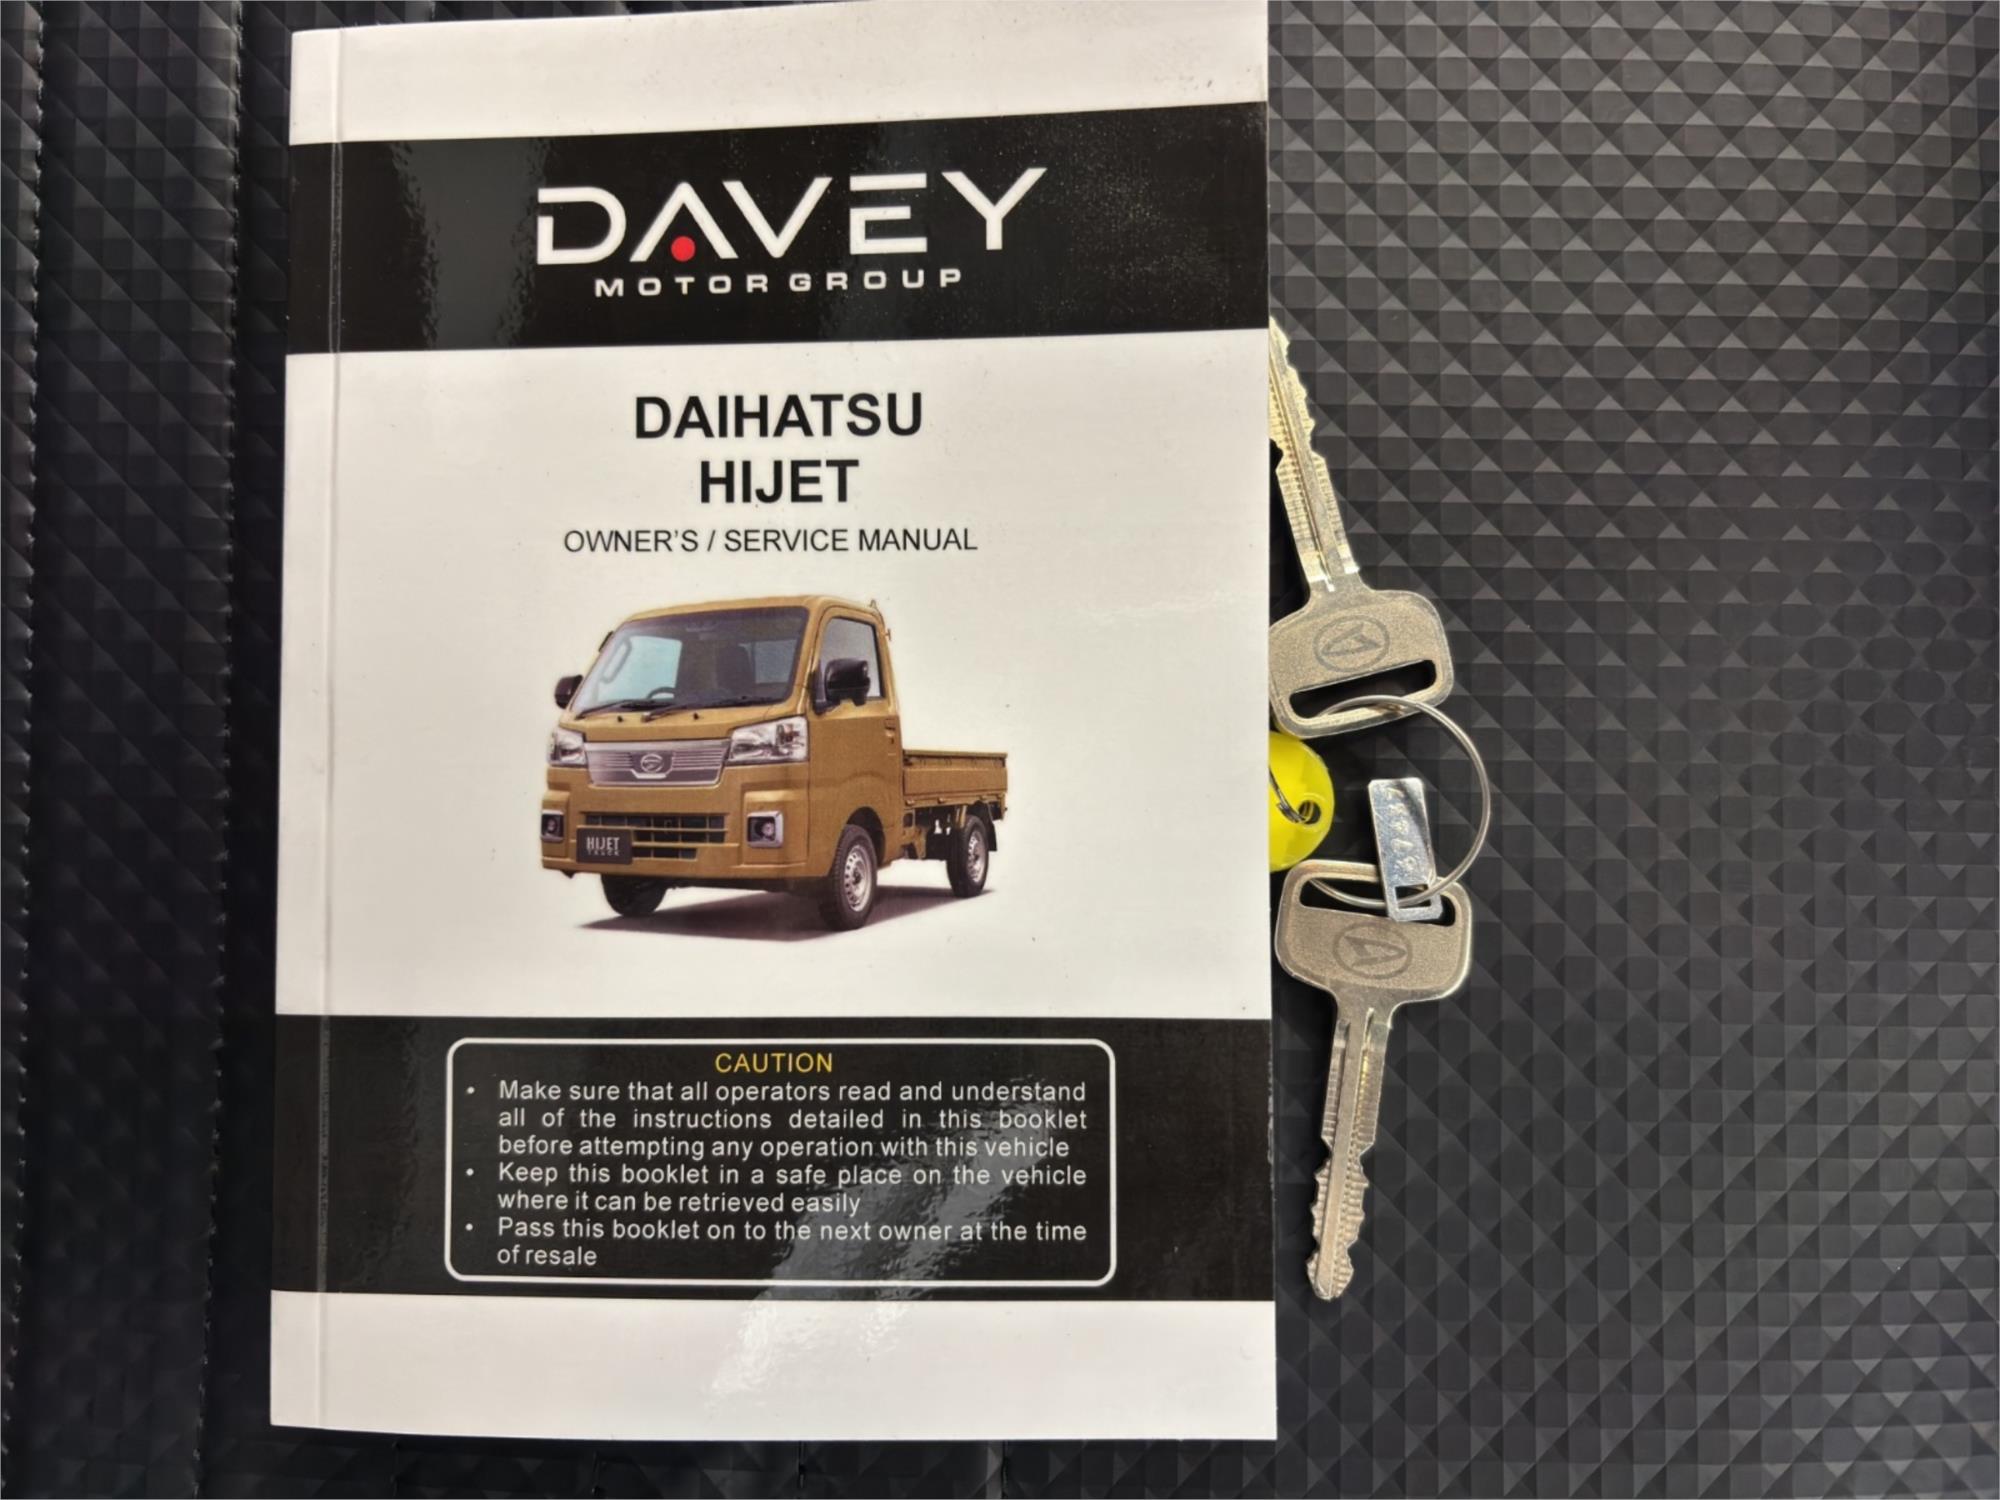 DAVEY
MOTOR GROUP
DAIHATSU
HIJET
OWNER'S / SERVICE MANUAL
HIJET
TRUCK
CAUTION
• Make sure that all operators read and understand
all of the instructions detailed in this booklet
before attempting any operation with this vehicle
• Keep this booklet in a safe place on the vehicle
where it can be retrieved easily
• Pass this booklet on to the next owner at the time
of resale